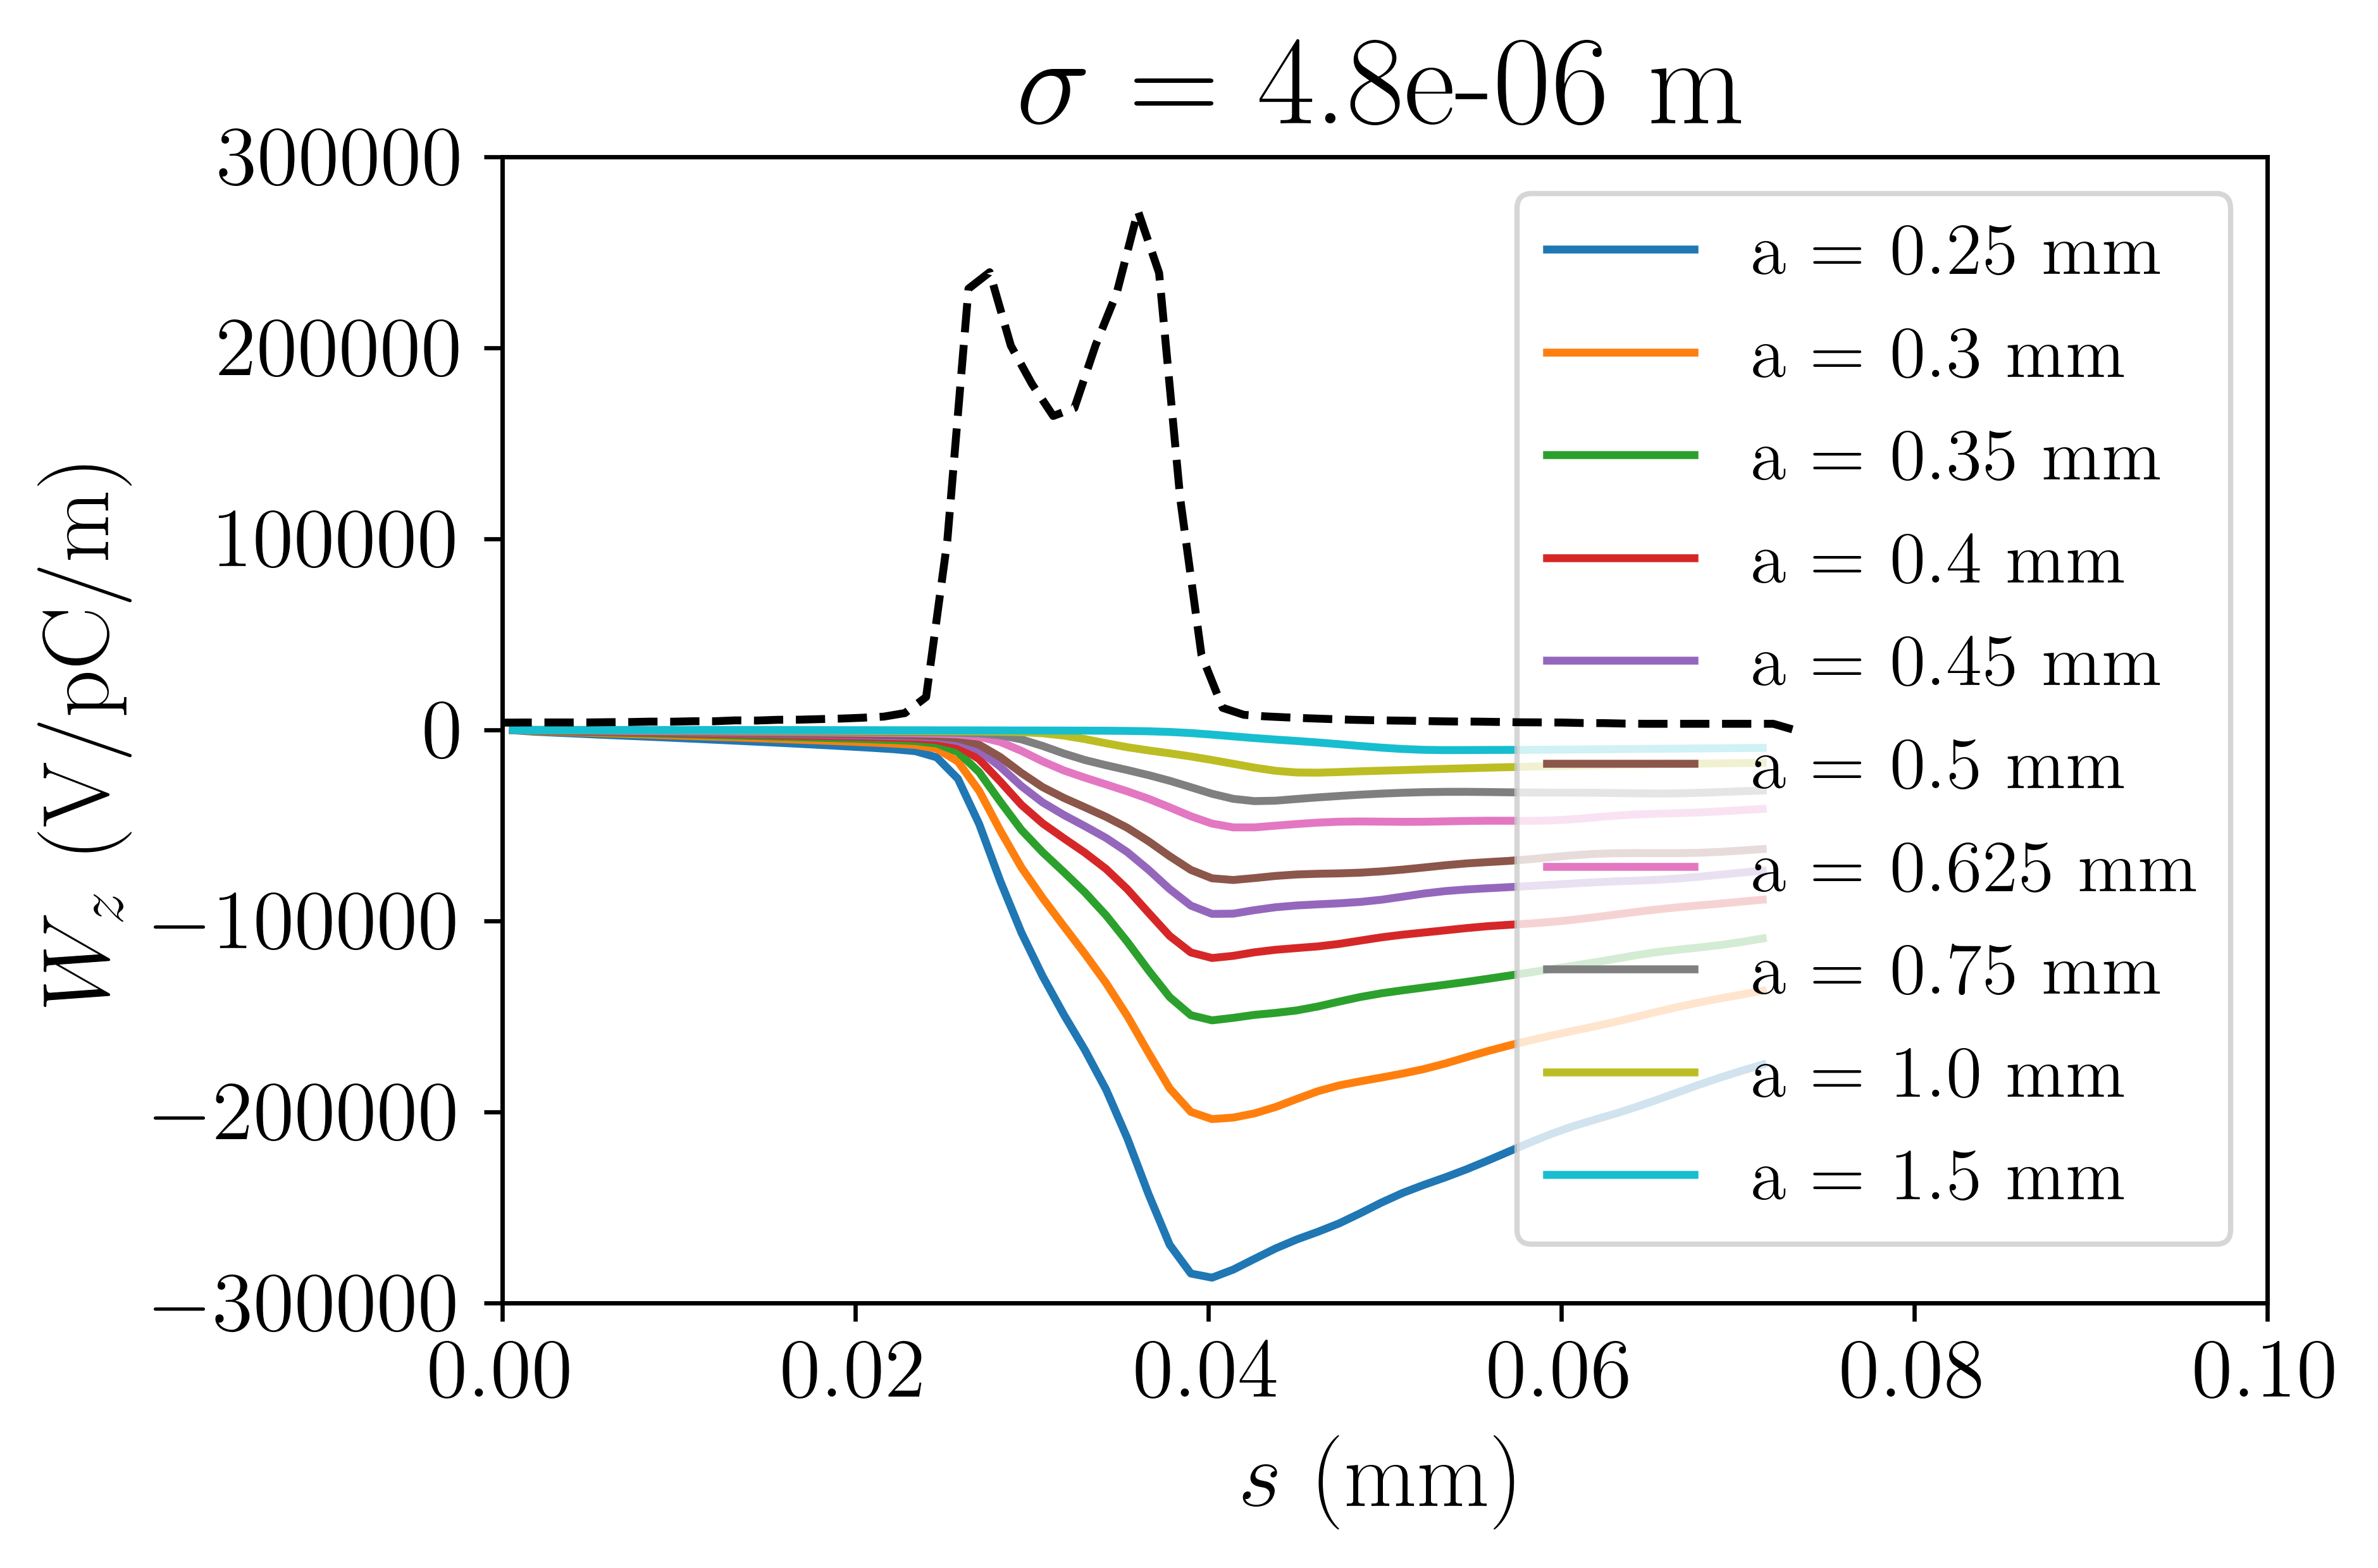 σ = 4.8e-06 m
300000
200000
100000
0
−100000
−200000
−300000
W_z (V/pC/m)
a = 0.25 mm
a = 0.3 mm
a = 0.35 mm
a = 0.4 mm
a = 0.45 mm
a = 0.5 mm
a = 0.625 mm
a = 0.75 mm
a = 1.0 mm
a = 1.5 mm
0.00 0.02 0.04 0.06 0.08 0.10
s (mm)